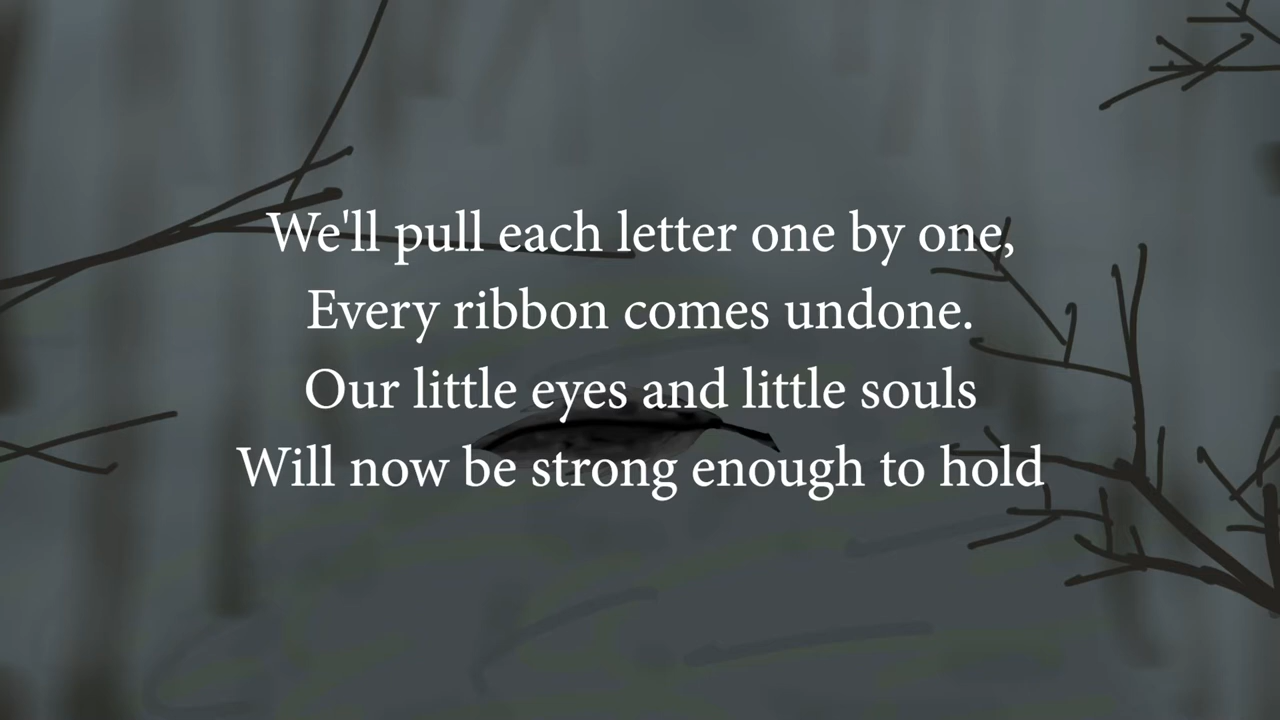 We'll pull each letter one by one,
Every ribbon comes undone.
Our little eyes and little souls
Will now be strong enough to hold